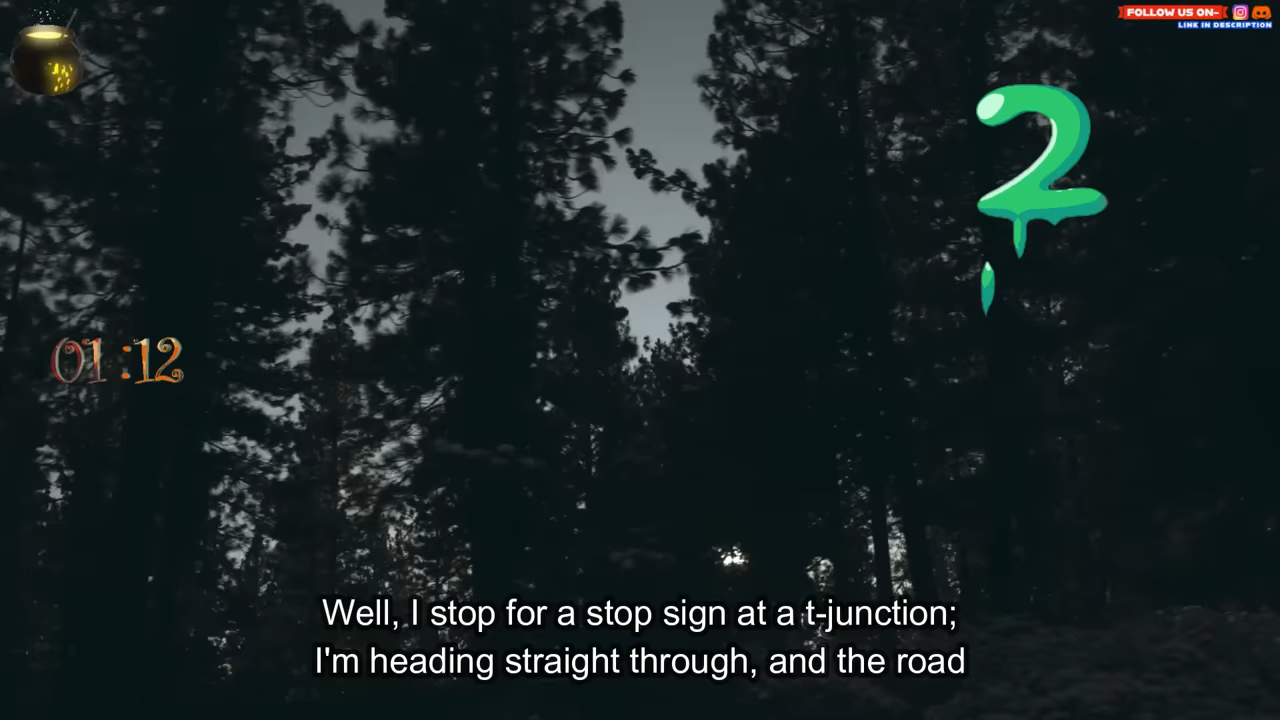 FOLLOW US ON-
LINK IN DESCRIPTION
2
01:12
Well, I stop for a stop sign at a t-junction;
I'm heading straight through, and the road